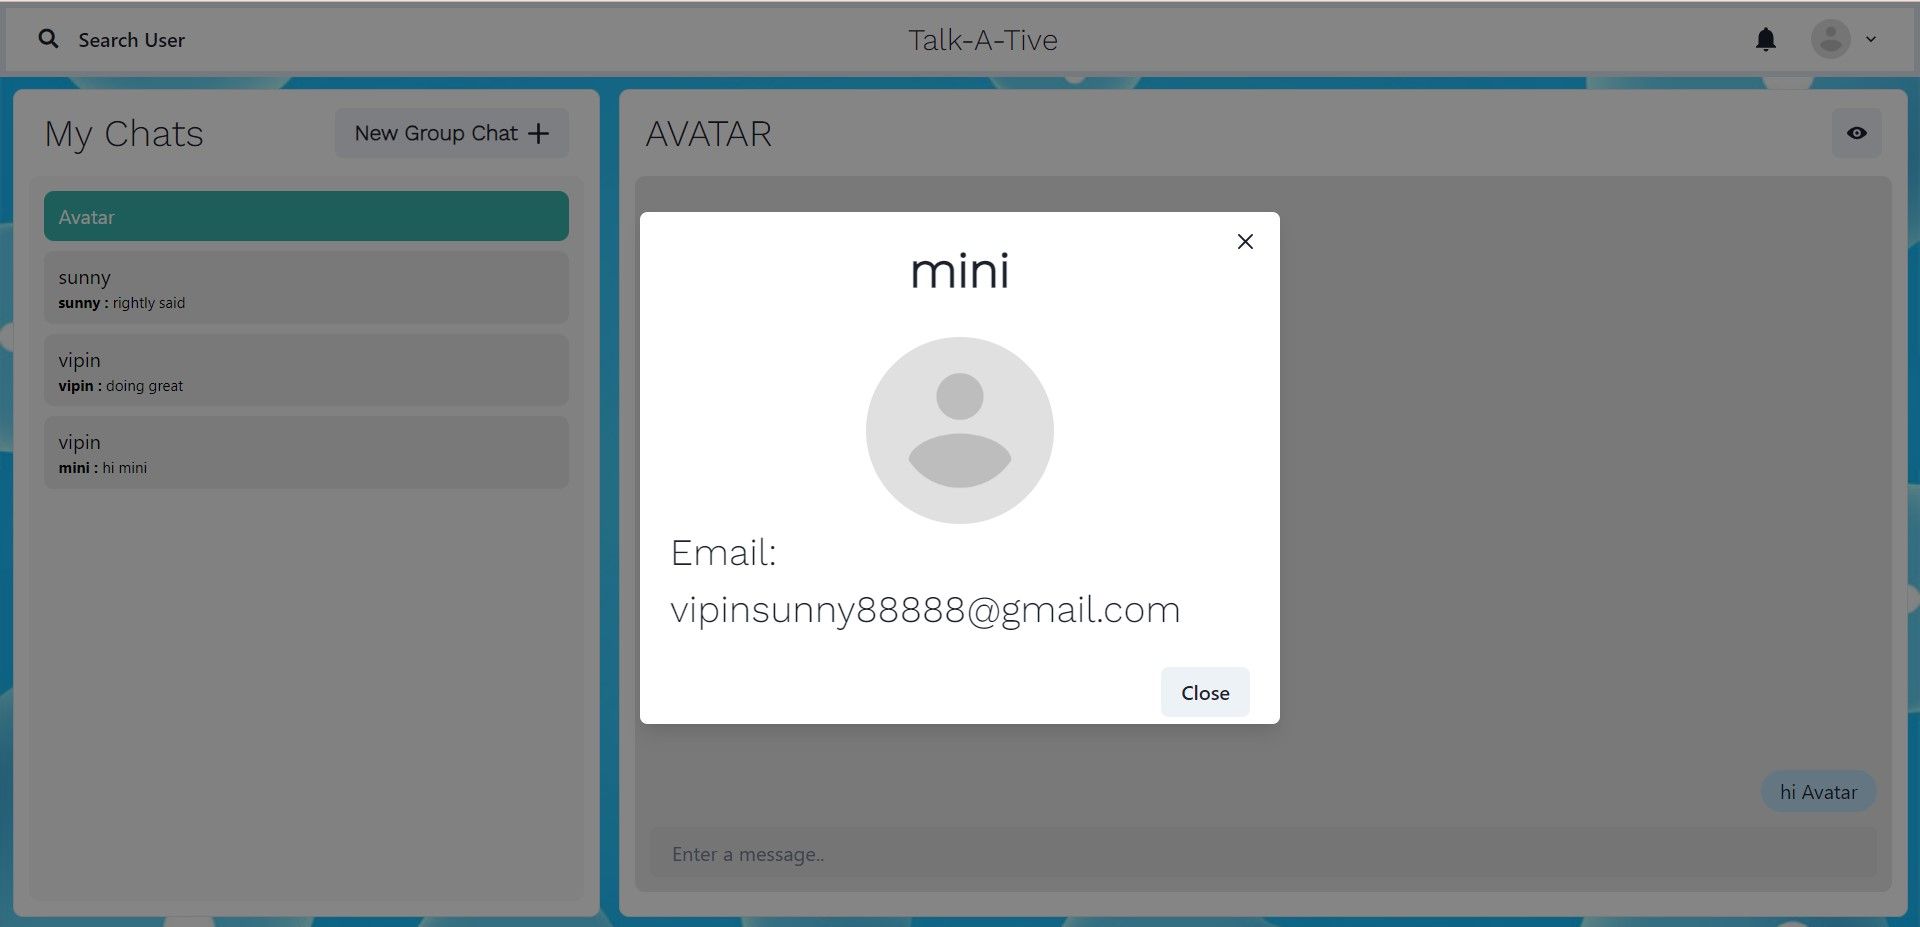 Search User
Talk-A-Tive
My Chats
New Group Chat
Avatar
sunny
sunny : rightly said
vipin
vipin : doing great
vipin
mini : hi mini
AVATAR
mini
Email:
vipinsunny88888@gmail.com
Close
hi Avatar
Enter a message..